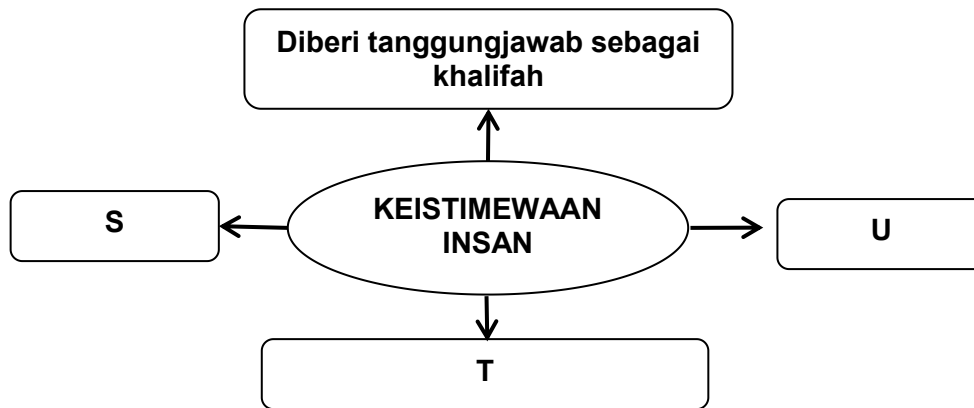 Diberi tanggungjawab sebagai
khalifah
S
KEISTIMEWAAN
INSAN
U
T